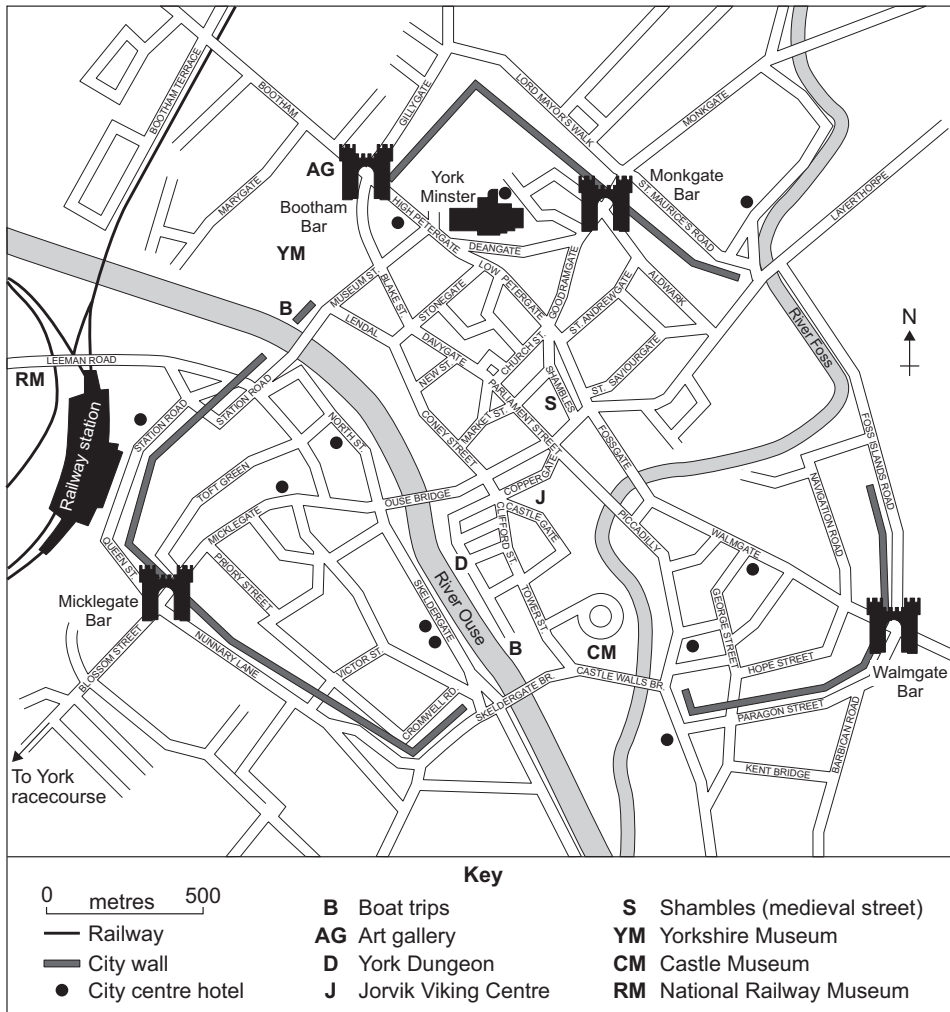 BOOTHAM TERRACE
BOOTHAM
GILLYGATE
LORD MAYOR'S WALK
MONKGATE
MARYGATE
AG
Bootham
Bar
HIGH PETERGATE
York
Minster
Monkgate
Bar
ST. MAURICE'S ROAD
LAYERTHORPE
YM
DEANGATE
MUSEUM ST.
BLAKE ST.
STONEGATE
LOW PETERGATE
GOODRAMGATE
ST. ANDREWGATE
ALDWARK
B
LENDAL
DAVYGATE
NEW ST.
CHURCH ST.
SHAMBLES
ST. SAVIOURGATE
River Foss
N
LEEMAN ROAD
RM
STATION ROAD
STATION ROAD
Railway station
NORTH ST.
CONEY STREET
MARKET ST.
PARLIAMENT STREET
S
FOSSGATE
FOSS ISLANDS ROAD
TOFT GREEN
MICKLEGATE
OUSE BRIDGE
COPPERGATE
J
CASTLEGATE
CLIFFORD ST.
PICCADILLY
WALMGATE
NAVIGATION ROAD
QUEEN ST.
Micklegate
Bar
PRIORY STREET
SKELDERGATE
River Ouse
D
TOWER ST.
B
CM
GEORGE STREET
HOPE STREET
Walmgate
Bar
BLOSSOM STREET
NUNNARY LANE
VICTOR ST.
CROMWELL RD.
SKELDERGATE BR.
CASTLE WALLS BR.
PARAGON STREET
BARBICAN ROAD
KENT BRIDGE
To York
racecourse
Key
0 metres 500
Railway
City wall
City centre hotel
B Boat trips
AG Art gallery
D York Dungeon
J Jorvik Viking Centre
S Shambles (medieval street)
YM Yorkshire Museum
CM Castle Museum
RM National Railway Museum